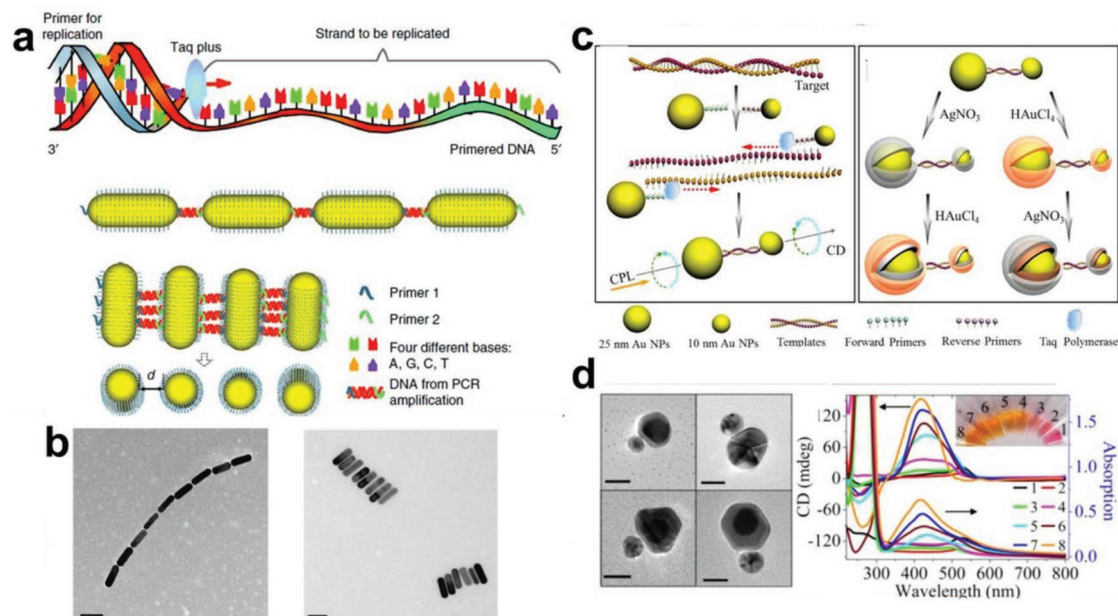 a
Primer for
replication
Taq plus
Strand to be replicated
3′
Primered DNA
5′
Primer 1
Primer 2
Four different bases:
A, G, C, T
DNA from PCR
amplification
d
b
c
Target
CPL
CD
AgNO3
HAuCl4
HAuCl4
AgNO3
25 nm Au NPs
10 nm Au NPs
Templates
Forward Primers
Reverse Primers
Taq Polymerase
d
CD (mdeg)
120
60
0
-60
-120
8 7 6 5 4 3 2 1
1 2
3 4
5 6
7 8
1.5
1.0
0.5
0.0
Absorption
300 400 500 600 700 800
Wavelength (nm)